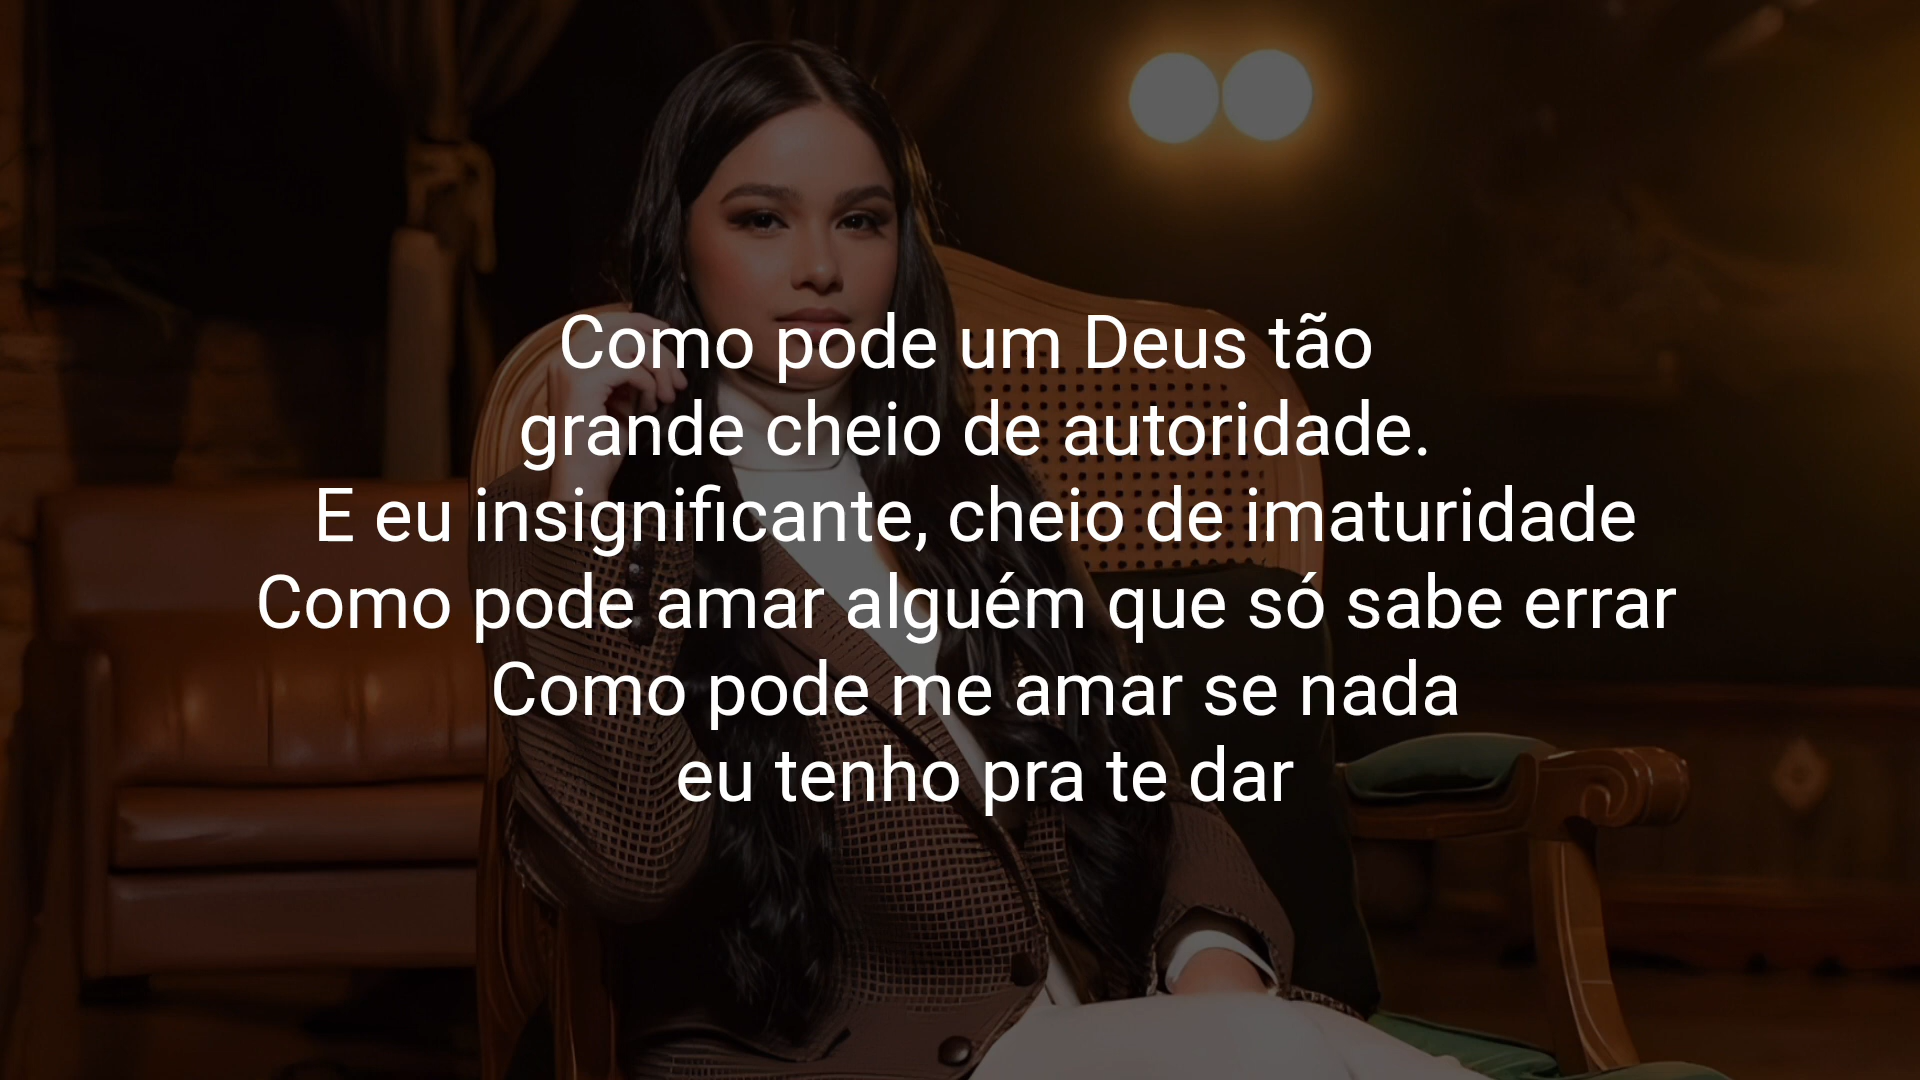 Como pode um Deus tão
grande cheio de autoridade.
E eu insignificante, cheio de imaturidade
Como pode amar alguém que só sabe errar
Como pode me amar se nada
eu tenho pra te dar